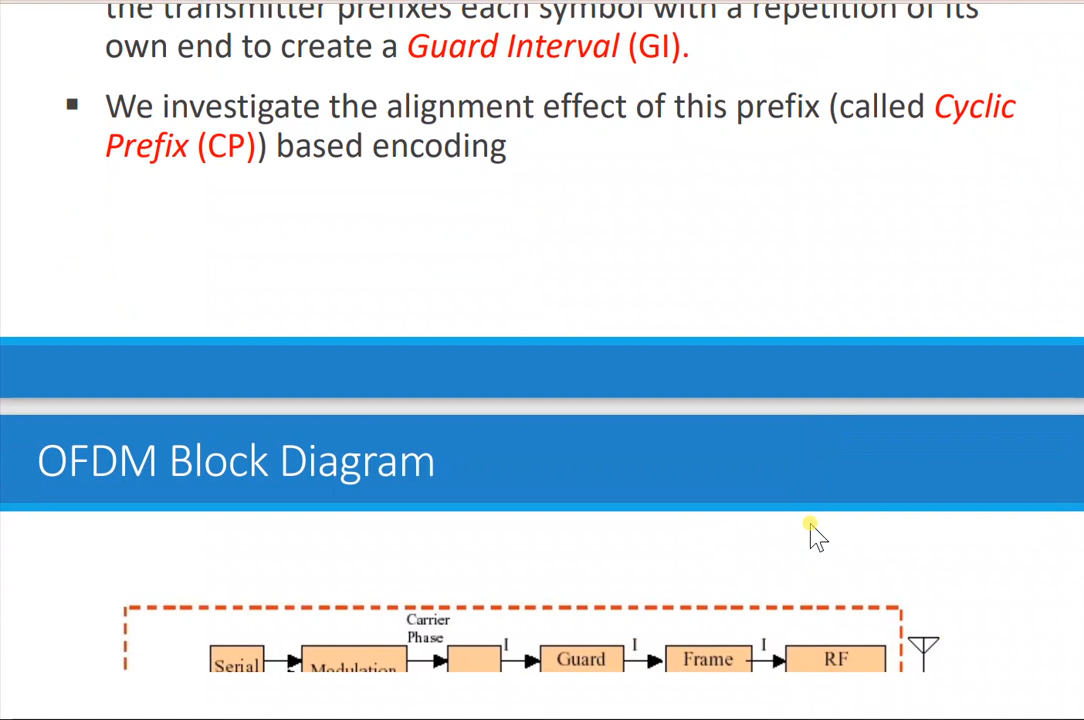 the transmitter prefixes each symbol with a repetition of its
own end to create a Guard Interval (GI).
▪ We investigate the alignment effect of this prefix (called Cyclic
Prefix (CP)) based encoding
OFDM Block Diagram
Carrier
Phase
I
I
I
Serial
Modulation
Guard
Frame
RF